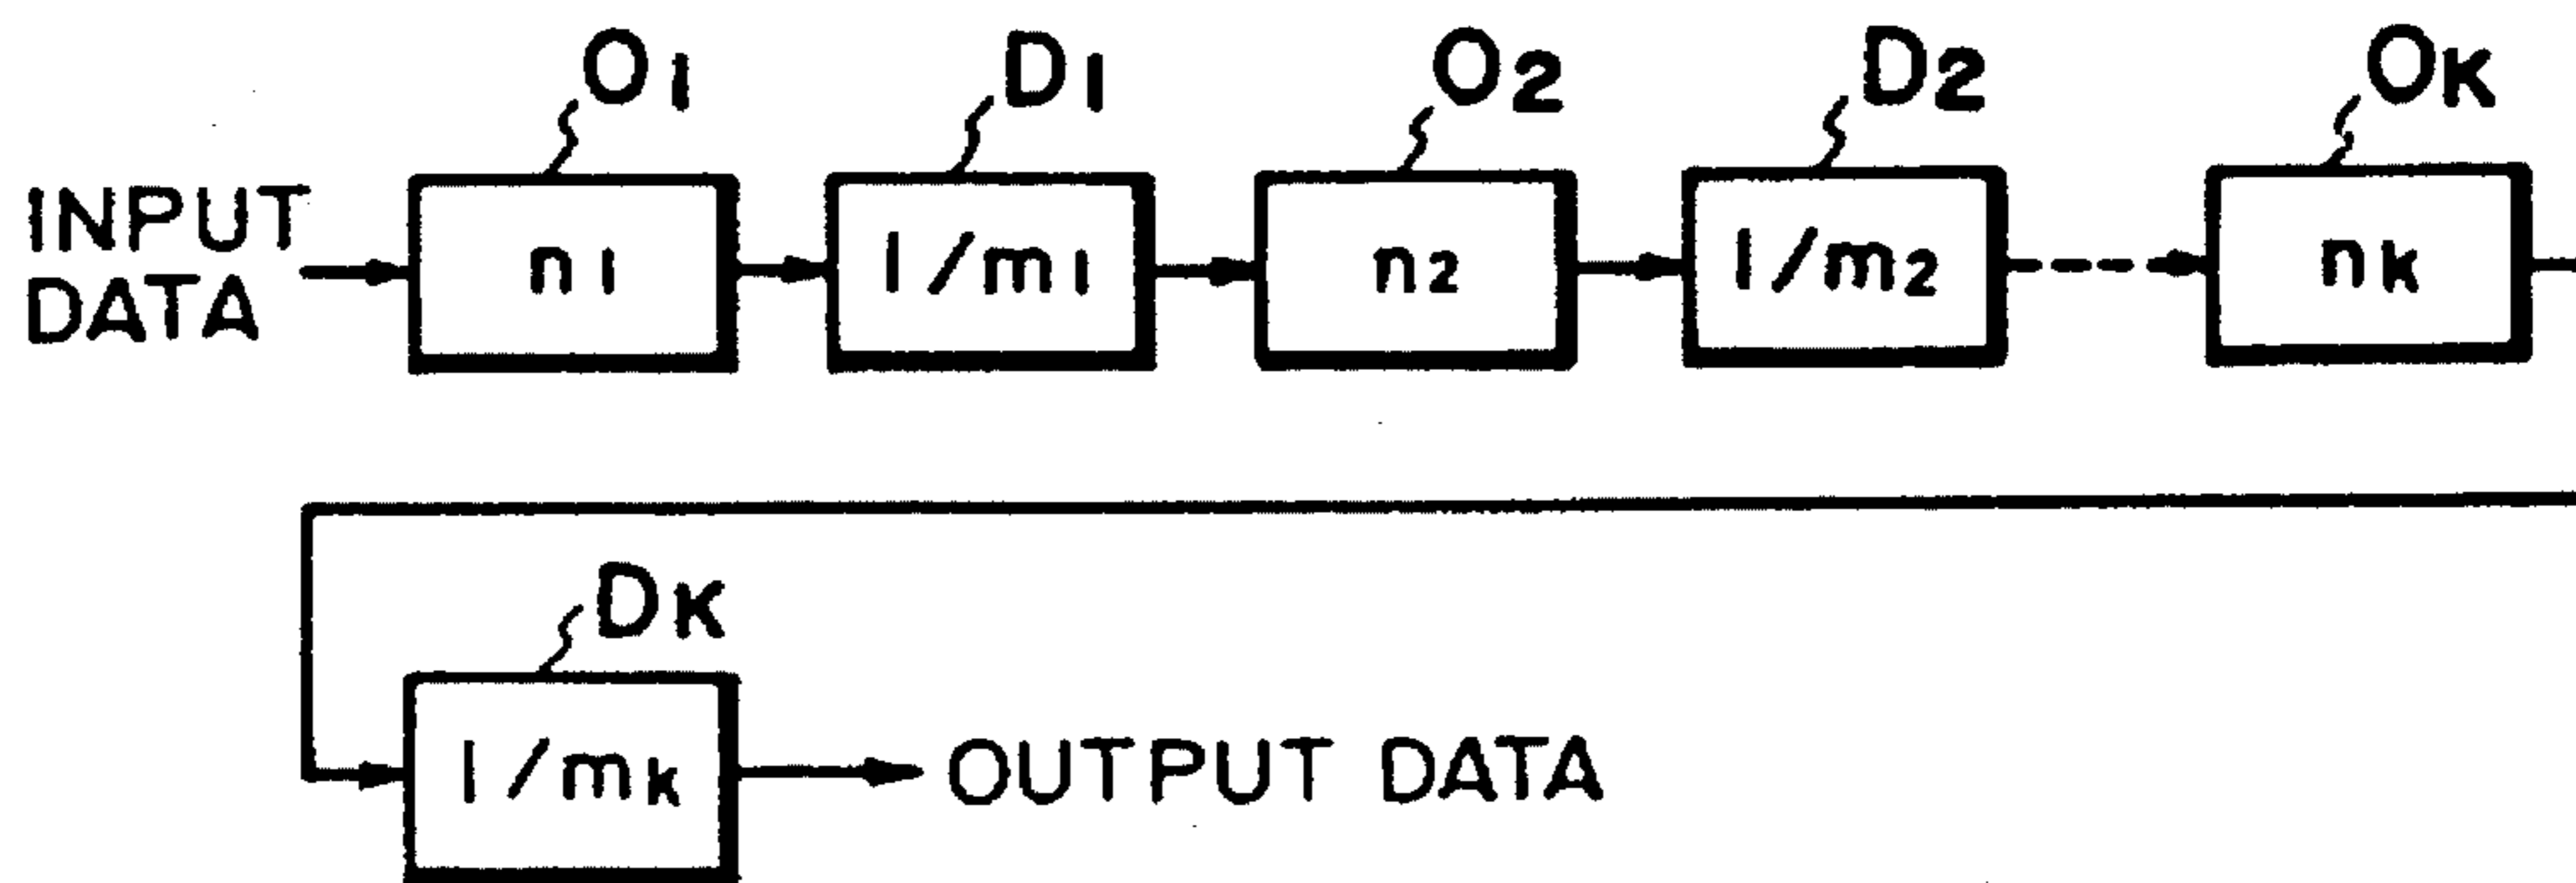 O1 D1 O2 D2 OK
INPUT DATA
n1 1/m1 n2 1/m2 nk
DK
1/mk OUTPUT DATA